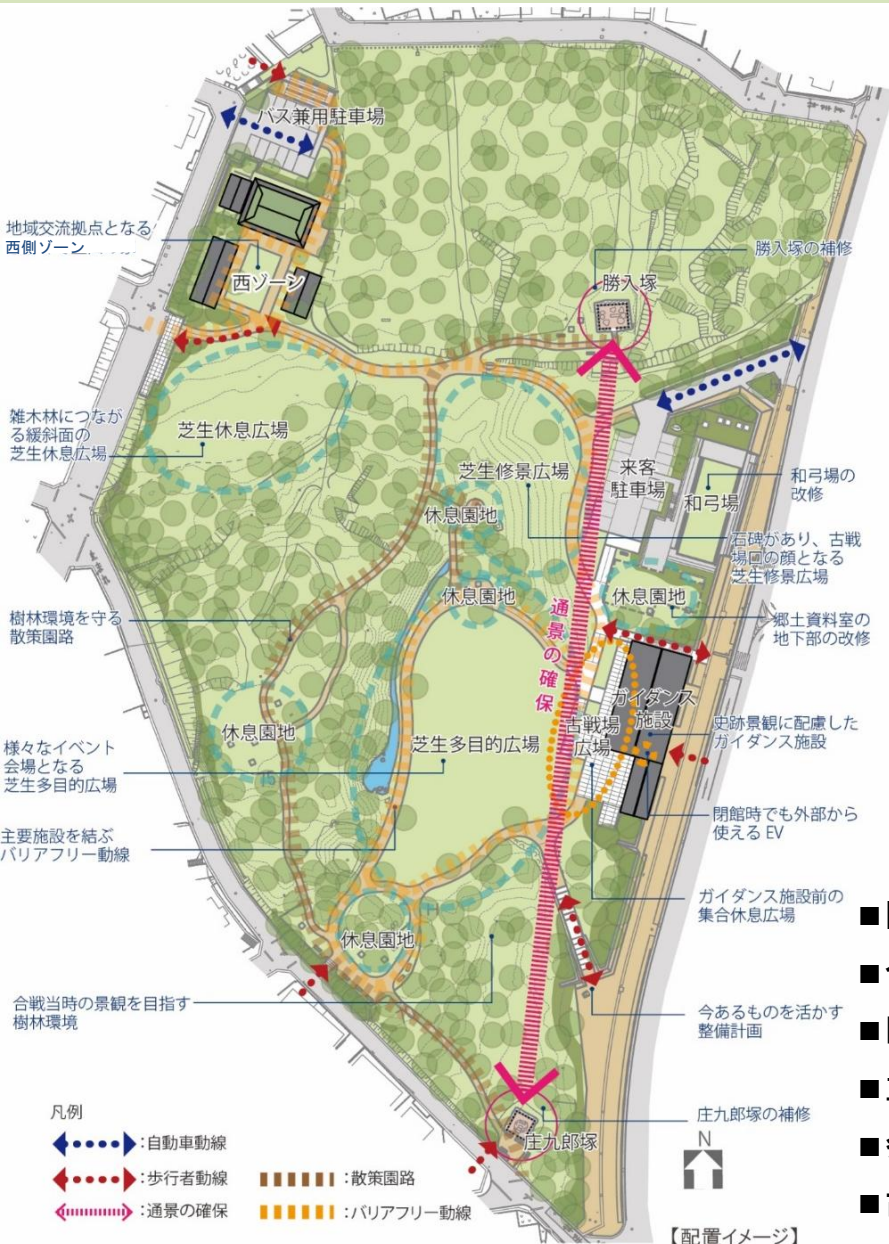 バス兼用駐車場
地域交流拠点となる
西側ゾーン
西ゾーン
勝入塚の補修
勝入塚
雑木林につなが
る緩斜面の
芝生休息広場
芝生休息広場
芝生修景広場
来客
駐車場
和弓場
和弓場の
改修
休息園地
石碑があり、古戦
場口の顔となる
芝生修景広場
休息園地
休息園地
郷土資料室の
地下部の改修
樹林環境を守る
散策園路
通景の確保
ガイダンス
施設
古戦場
広場
史跡景観に配慮した
ガイダンス施設
休息園地
芝生多目的広場
様々なイベント
会場となる
芝生多目的広場
閉館時でも外部から
使える EV
主要施設を結ぶ
バリアフリー動線
ガイダンス施設前の
集合休息広場
休息園地
合戦当時の景観を目指す
樹林環境
今あるものを活かす
整備計画
庄九郎塚の補修
庄九郎塚
凡例
:自動車動線
:歩行者動線
:散策園路
:通景の確保
:バリアフリー動線
N
【配置イメージ】